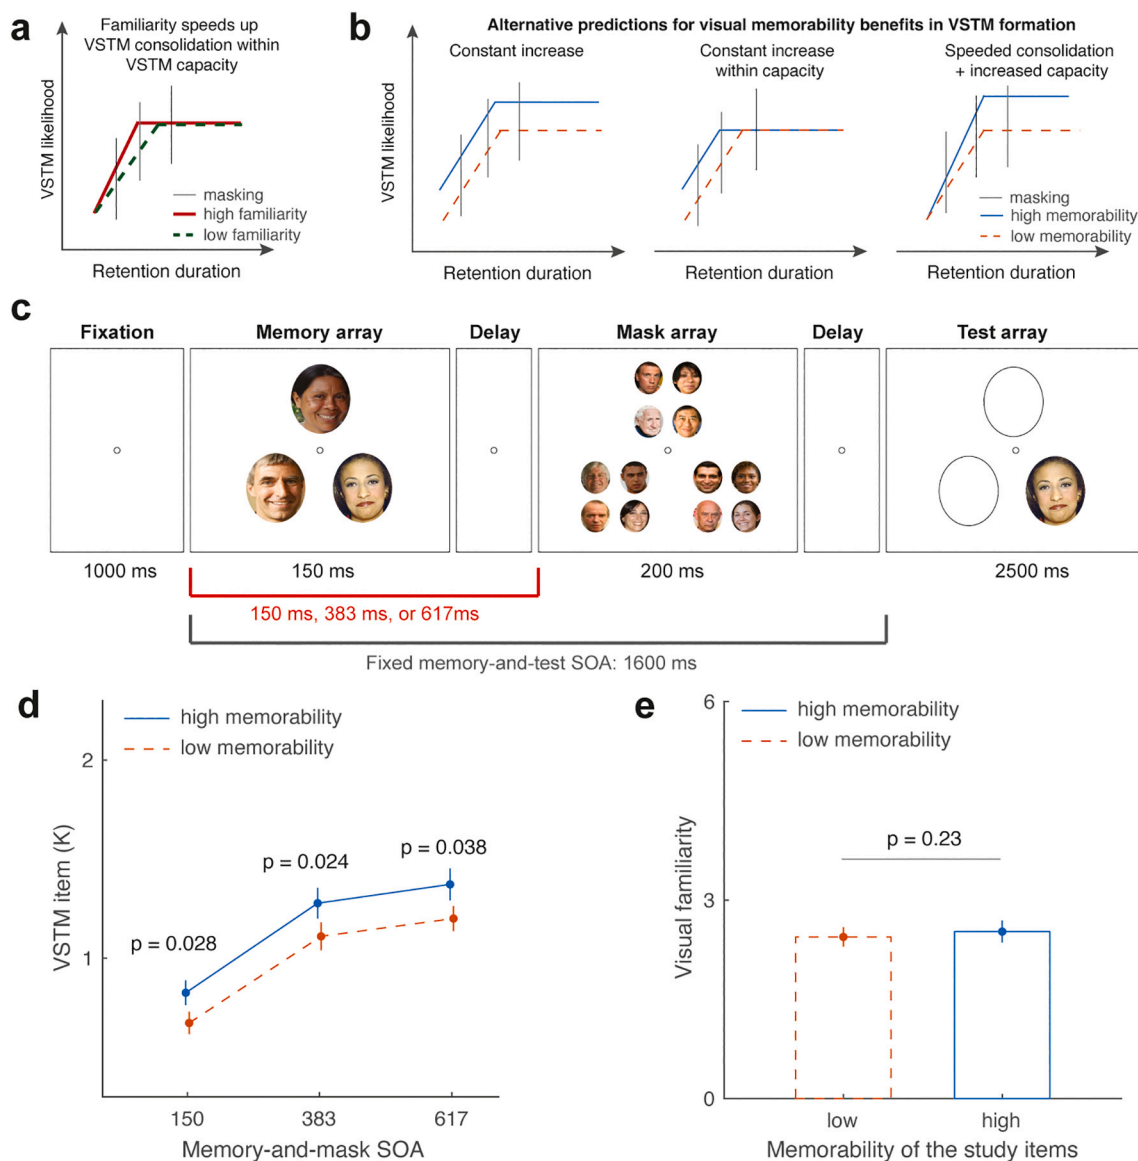 a
Familiarity speeds up
VSTM consolidation within
VSTM capacity
VSTM likelihood
masking
high familiarity
low familiarity
Retention duration
b
Alternative predictions for visual memorability benefits in VSTM formation
Constant increase
Constant increase
within capacity
Speeded consolidation
+ increased capacity
VSTM likelihood
masking
high memorability
low memorability
Retention duration
Retention duration
Retention duration
c
Fixation
Memory array
Delay
Mask array
Delay
Test array
1000 ms
150 ms
200 ms
2500 ms
150 ms, 383 ms, or 617ms
Fixed memory-and-test SOA: 1600 ms
d
high memorability
low memorability
VSTM item (K)
2
1
p = 0.028
p = 0.024
p = 0.038
150
383
617
Memory-and-mask SOA
e
high memorability
low memorability
Visual familiarity
6
3
0
p = 0.23
low
high
Memorability of the study items